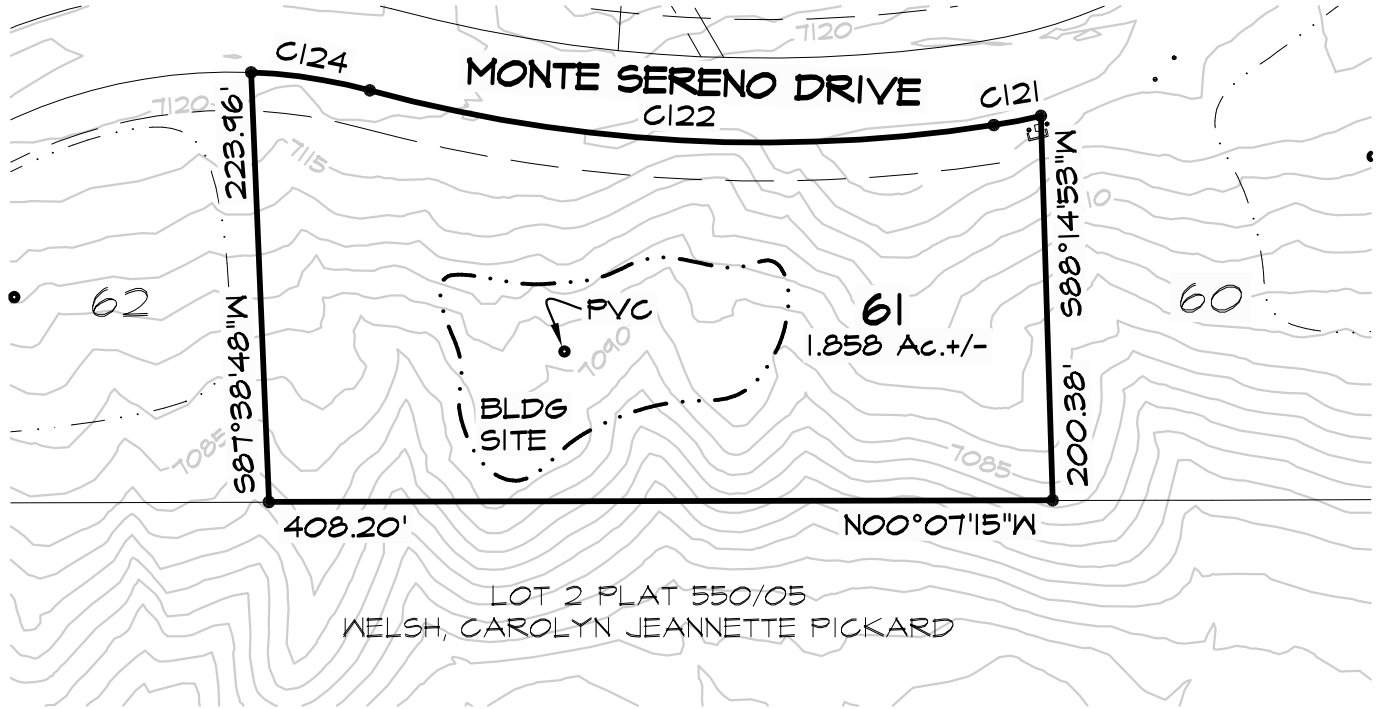 7120
C124
MONTE SERENO DRIVE
C122
C121
7120
223.96'
7115
S88°14'53"W
10
62
61
1.858 Ac.+/-
60
PVC
7090
S87°38'48"W
BLDG
SITE
7085
7085
200.38'
408.20'
N00°07'15"W
LOT 2 PLAT 550/05
WELSH, CAROLYN JEANNETTE PICKARD